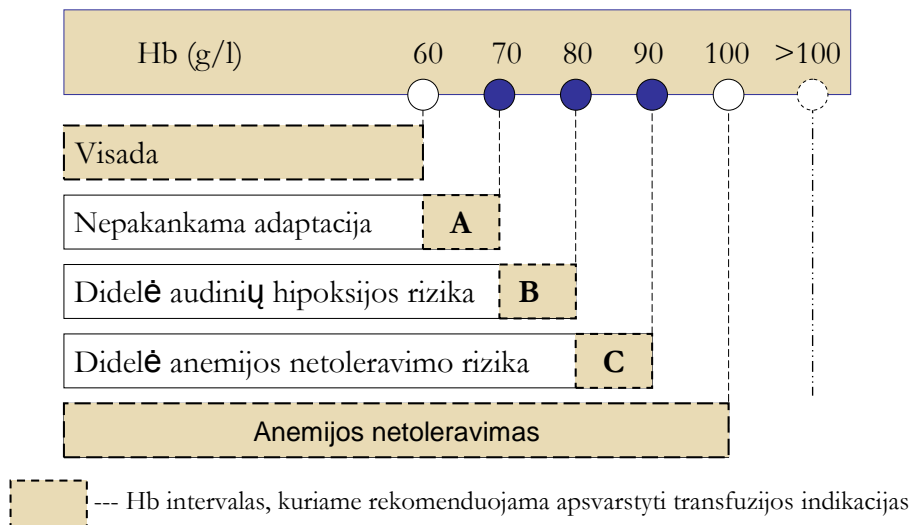 Hb (g/l) 60 70 80 90 100 >100
Visada
Nepakankama adaptacija A
Didelė audinių hipoksijos rizika B
Didelė anemijos netoleravimo rizika C
Anemijos netoleravimas
--- Hb intervalas, kuriame rekomenduojama apsvarstyti transfuzijos indikacijas